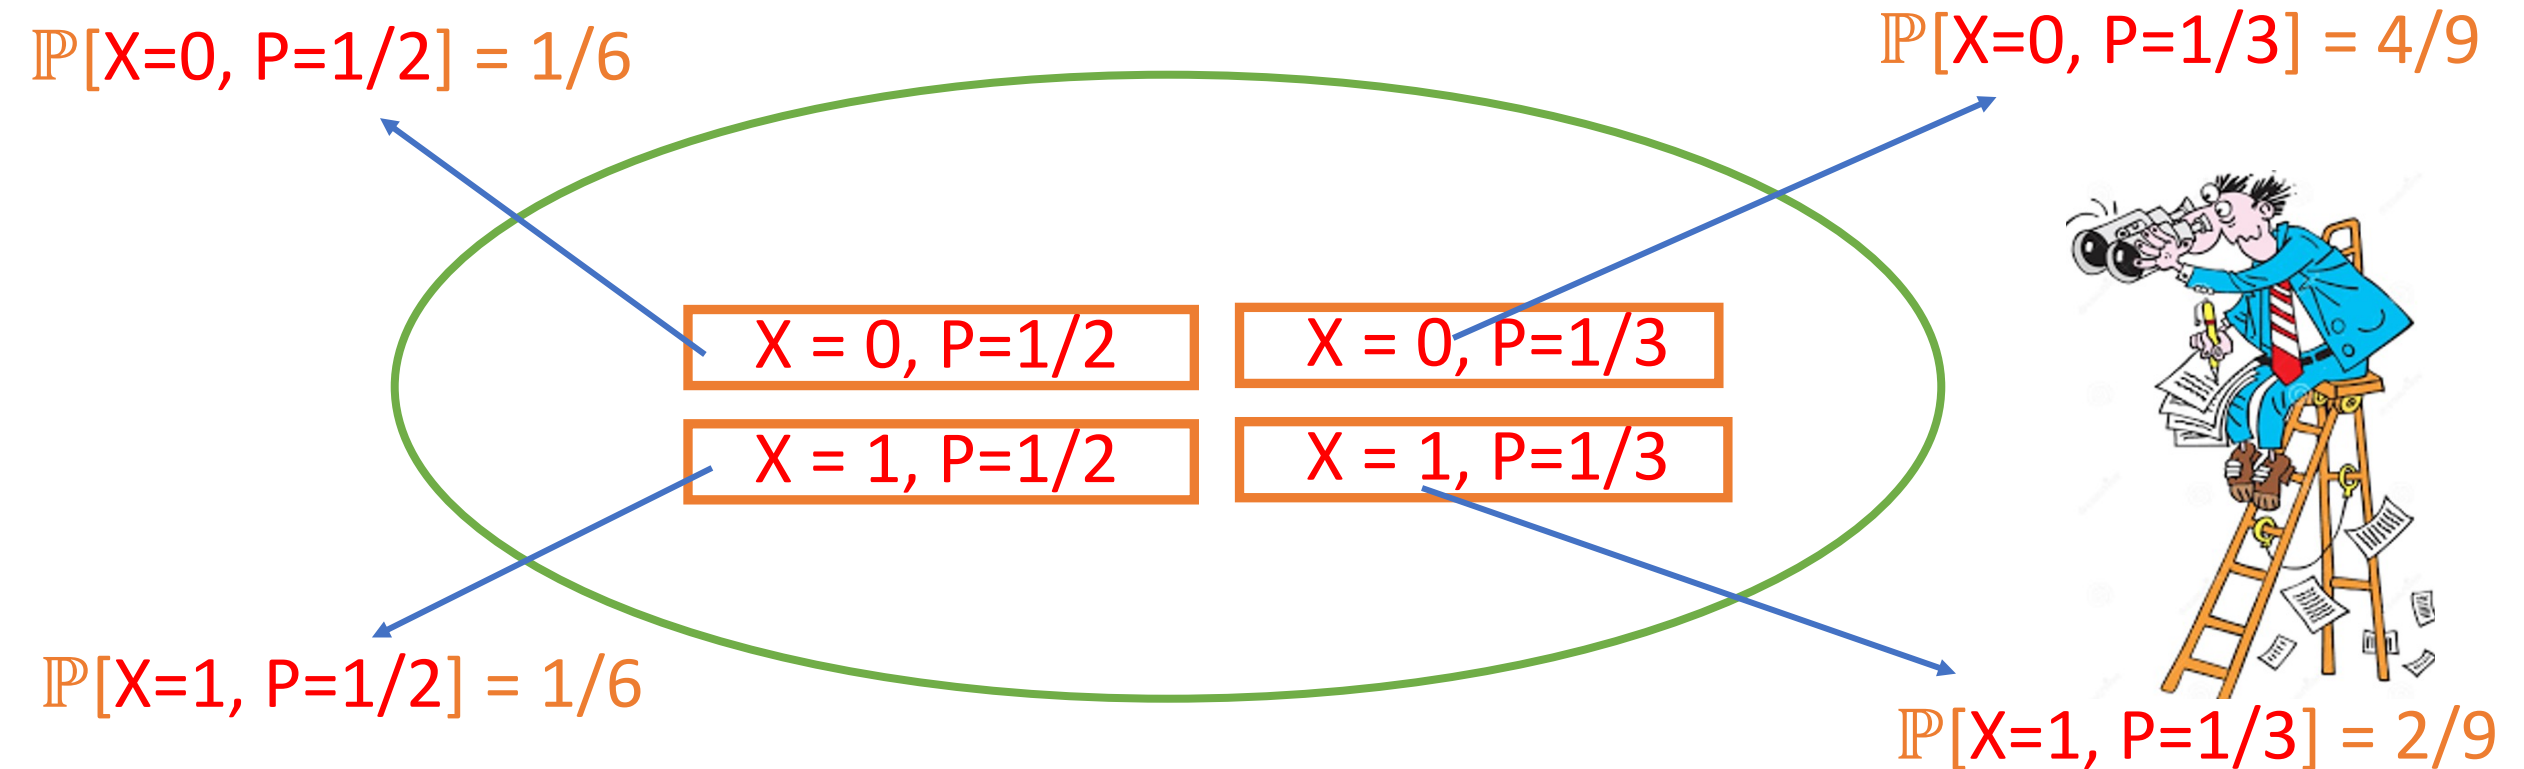 ℙ[X=0, P=1/2] = 1/6
ℙ[X=0, P=1/3] = 4/9
X = 0, P=1/2
X = 0, P=1/3
X = 1, P=1/2
X = 1, P=1/3
ℙ[X=1, P=1/2] = 1/6
ℙ[X=1, P=1/3] = 2/9